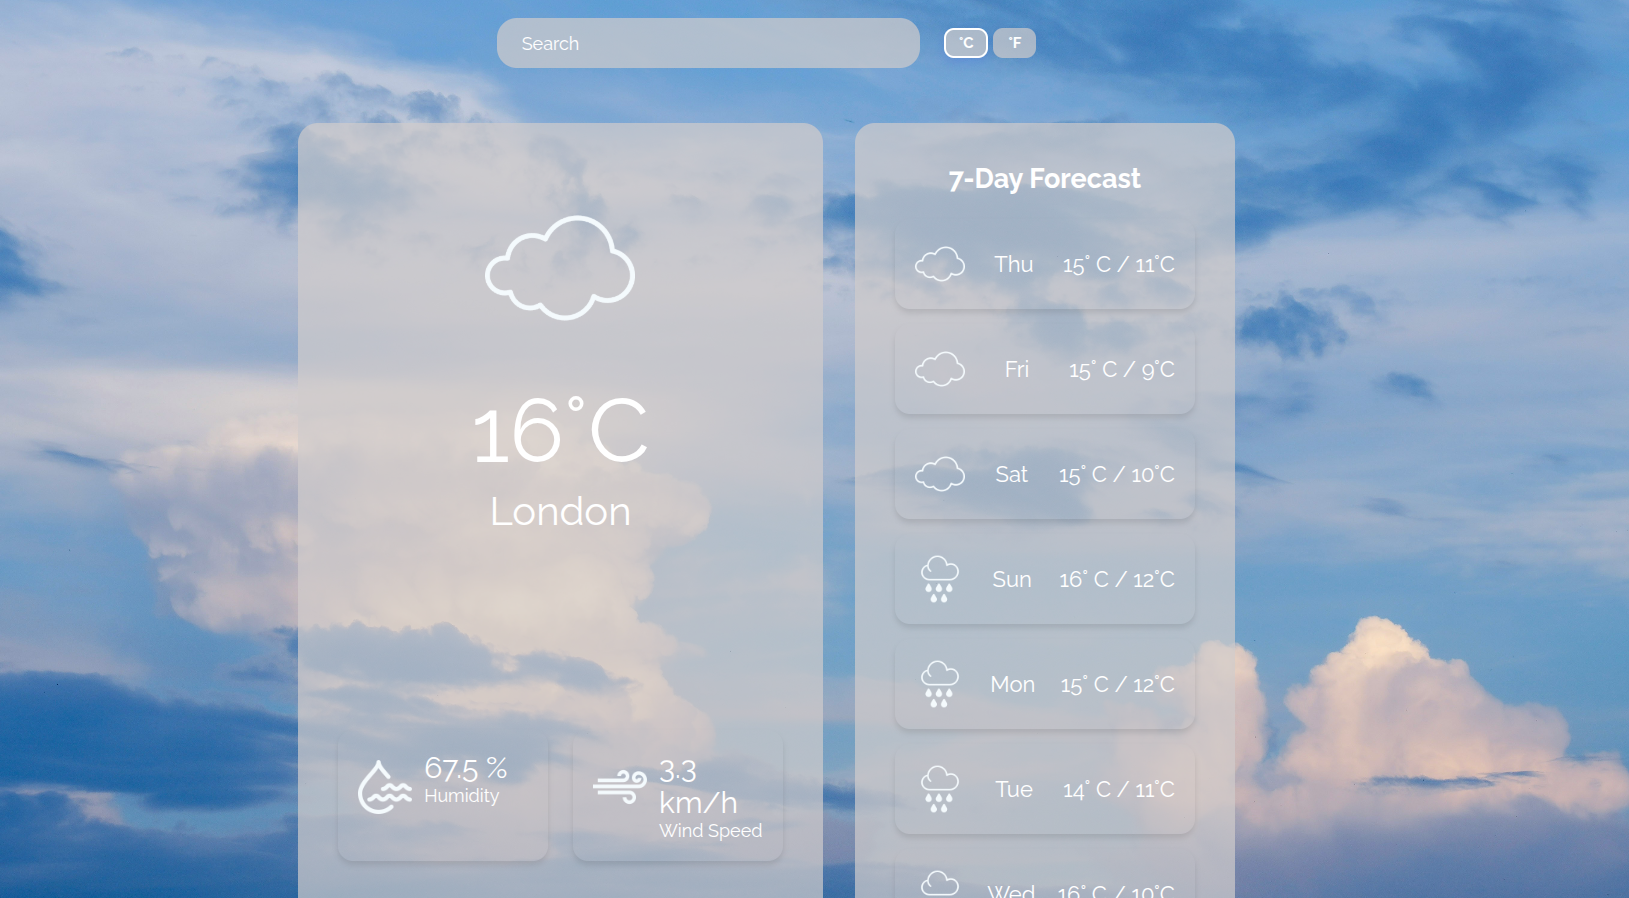 Search
°C
°F
7-Day Forecast
Thu 15° C / 11°C
Fri 15° C / 9°C
Sat 15° C / 10°C
Sun 16° C / 12°C
Mon 15° C / 12°C
Tue 14° C / 11°C
Wed 16° C / 10°C
16°C
London
67.5 %
Humidity
3.3
km/h
Wind Speed